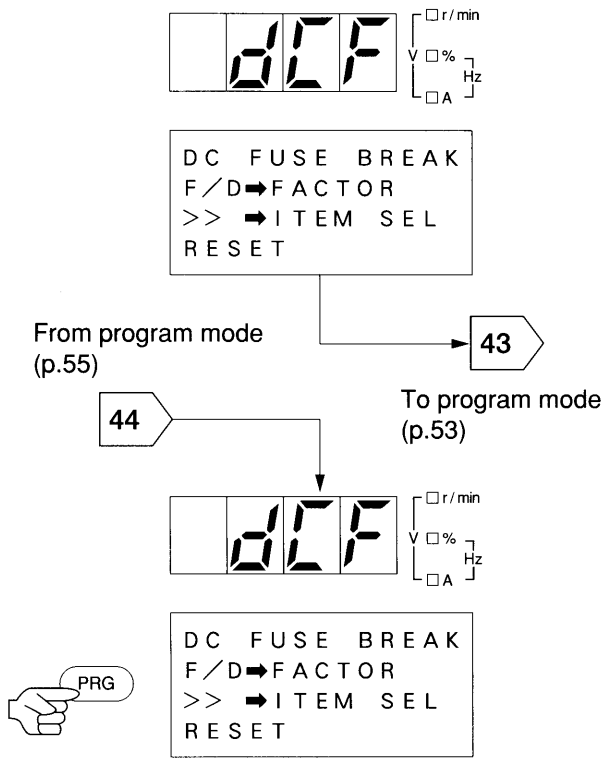 dCF
r/min
V
%
Hz
A
DC FUSE BREAK
F/D➡FACTOR
>> ➡ITEM SEL
RESET
From program mode
(p.55)
43
To program mode
(p.53)
44
dCF
r/min
V
%
Hz
A
DC FUSE BREAK
F/D➡FACTOR
>> ➡ITEM SEL
RESET
PRG